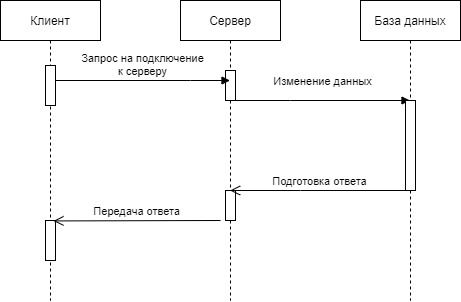 Клиент
Сервер
База данных
Запрос на подключение
к серверу
Изменение данных
Подготовка ответа
Передача ответа